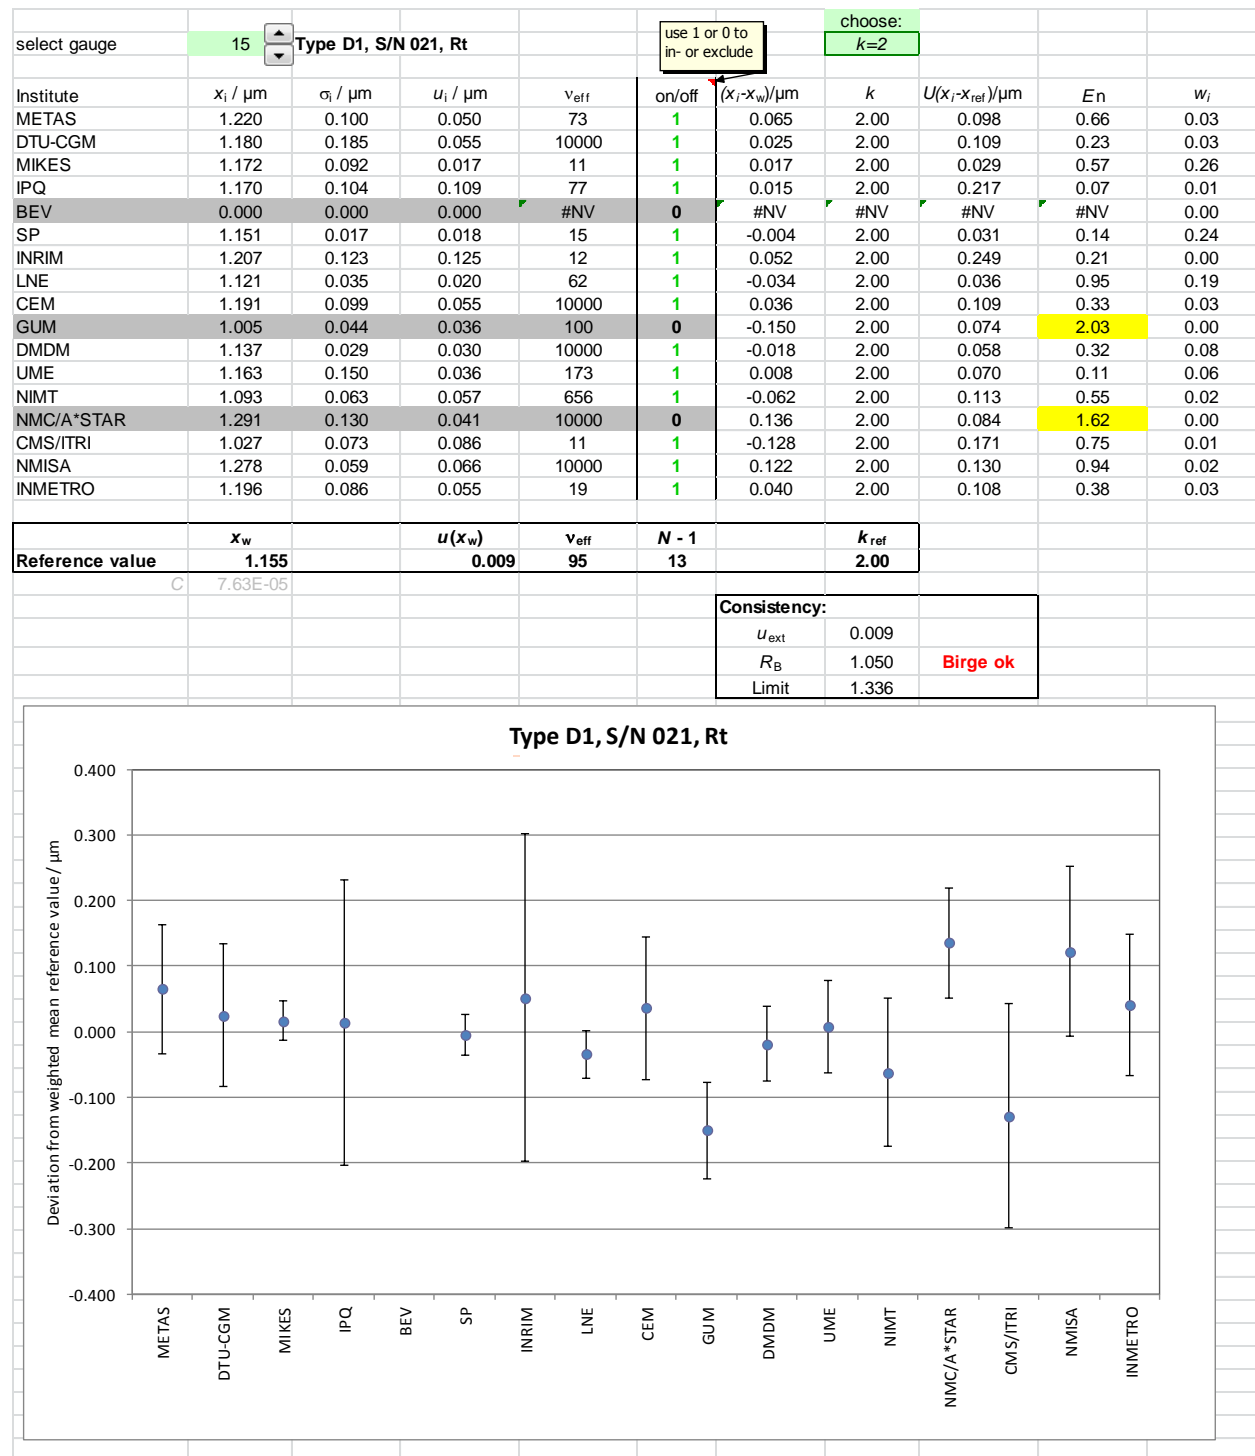 choose:
select gauge 15 Type D1, S/N 021, Rt k=2
use 1 or 0 to
in- or exclude
Institute xi / µm σi / µm ui / µm νeff on/off (xi-xw)/µm k U(xi-xref)/µm En wi
METAS 1.220 0.100 0.050 73 1 0.065 2.00 0.098 0.66 0.03
DTU-CGM 1.180 0.185 0.055 10000 1 0.025 2.00 0.109 0.23 0.03
MIKES 1.172 0.092 0.017 11 1 0.017 2.00 0.029 0.57 0.26
IPQ 1.170 0.104 0.109 77 1 0.015 2.00 0.217 0.07 0.01
BEV 0.000 0.000 0.000 #NV 0 #NV #NV #NV #NV 0.00
SP 1.151 0.017 0.018 15 1 -0.004 2.00 0.031 0.14 0.24
INRIM 1.207 0.123 0.125 12 1 0.052 2.00 0.249 0.21 0.00
LNE 1.121 0.035 0.020 62 1 -0.034 2.00 0.036 0.95 0.19
CEM 1.191 0.099 0.055 10000 1 0.036 2.00 0.109 0.33 0.03
GUM 1.005 0.044 0.036 100 0 -0.150 2.00 0.074 2.03 0.00
DMDM 1.137 0.029 0.030 10000 1 -0.018 2.00 0.058 0.32 0.08
UME 1.163 0.150 0.036 173 1 0.008 2.00 0.070 0.11 0.06
NIMT 1.093 0.063 0.057 656 1 -0.062 2.00 0.113 0.55 0.02
NMC/A*STAR 1.291 0.130 0.041 10000 0 0.136 2.00 0.084 1.62 0.00
CMS/ITRI 1.027 0.073 0.086 11 1 -0.128 2.00 0.171 0.75 0.01
NMISA 1.278 0.059 0.066 10000 1 0.122 2.00 0.130 0.94 0.02
INMETRO 1.196 0.086 0.055 19 1 0.040 2.00 0.108 0.38 0.03
xw u(xw) νeff N - 1 kref
Reference value 1.155 0.009 95 13 2.00
C 7.63E-05
Consistency:
uext 0.009
RB 1.050 Birge ok
Limit 1.336
Type D1, S/N 021, Rt
Deviation from weighted mean reference value / µm
0.400
0.300
0.200
0.100
0.000
-0.100
-0.200
-0.300
-0.400
METAS
DTU-CGM
MIKES
IPQ
BEV
SP
INRIM
LNE
CEM
GUM
DMDM
UME
NIMT
NMC/A*STAR
CMS/ITRI
NMISA
INMETRO